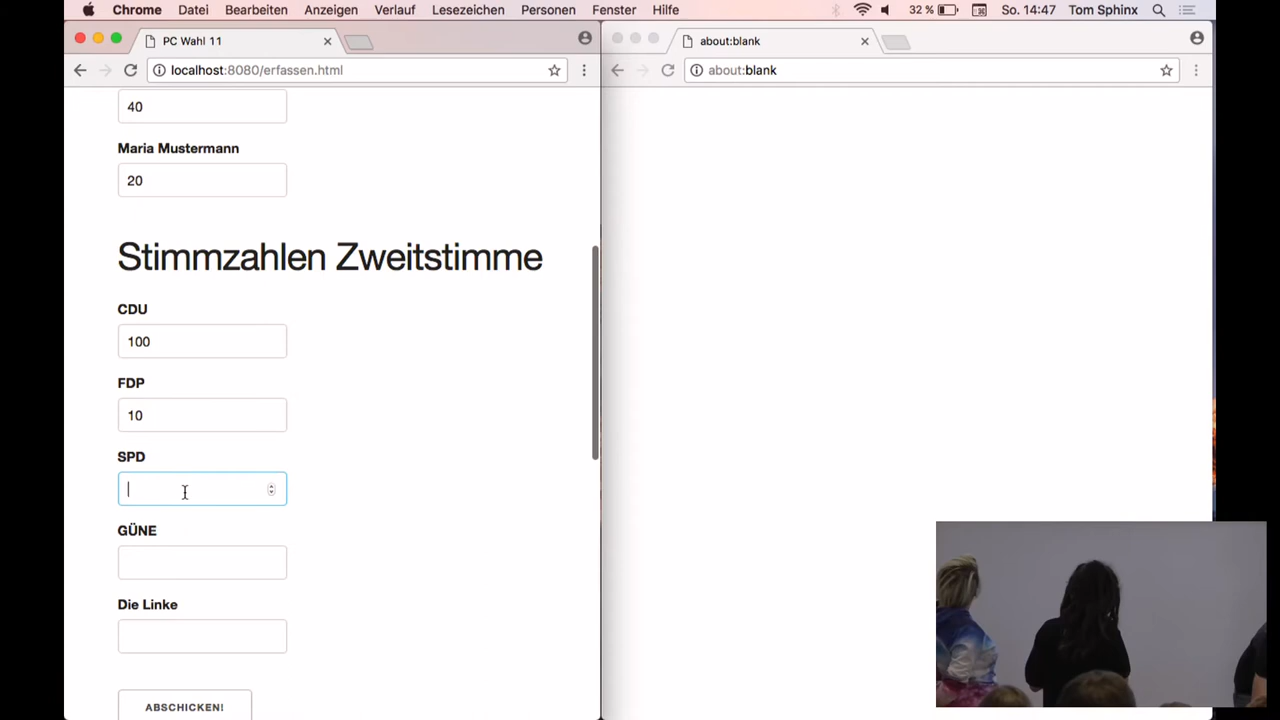 Chrome Datei Bearbeiten Anzeigen Verlauf Lesezeichen Personen Fenster Hilfe 32 % So. 14:47 Tom Sphinx
PC Wahl 11
about:blank
localhost:8080/erfassen.html
about:blank
40
Maria Mustermann
20
Stimmzahlen Zweitstimme
CDU
100
FDP
10
SPD
GÜNE
Die Linke
ABSCHICKEN!